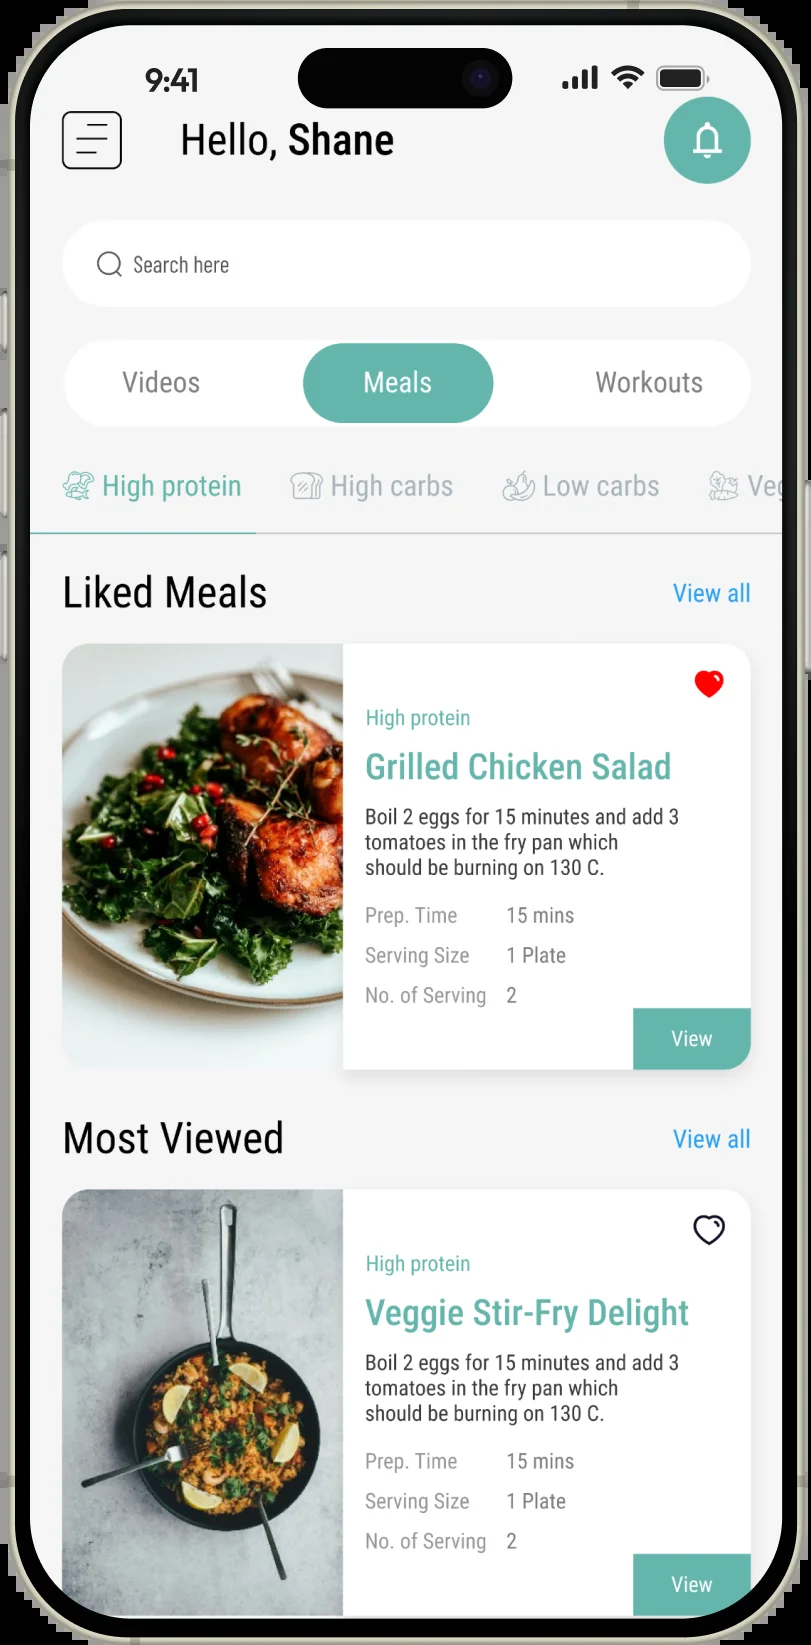 9:41
Hello, Shane
Search here
Videos Meals Workouts
High protein High carbs Low carbs
Liked Meals View all
High protein
Grilled Chicken Salad
Boil 2 eggs for 15 minutes and add 3
tomatoes in the fry pan which
should be burning on 130 C.
Prep. Time 15 mins
Serving Size 1 Plate
No. of Serving 2
View
Most Viewed View all
High protein
Veggie Stir-Fry Delight
Boil 2 eggs for 15 minutes and add 3
tomatoes in the fry pan which
should be burning on 130 C.
Prep. Time 15 mins
Serving Size 1 Plate
No. of Serving 2
View